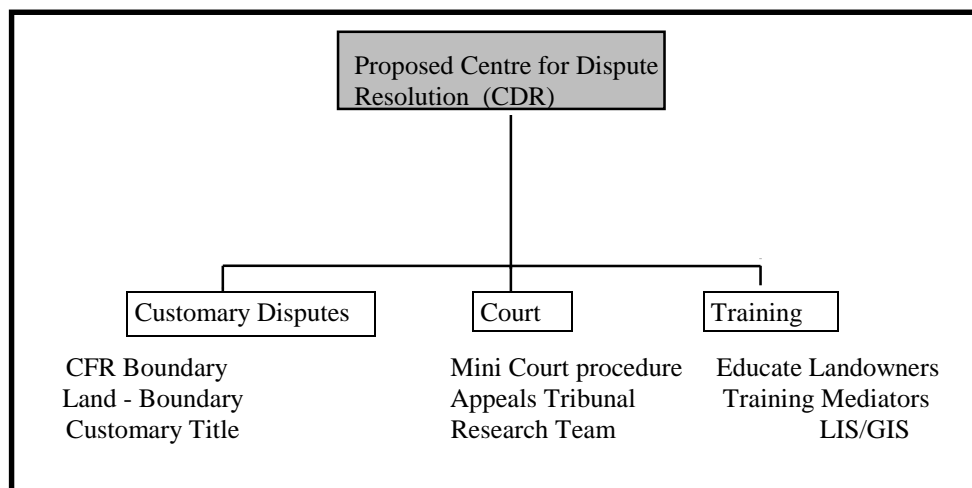 Proposed Centre for Dispute
Resolution (CDR)
Customary Disputes
Court
Training
CFR Boundary
Land - Boundary
Customary Title
Mini Court procedure
Appeals Tribunal
Research Team
Educate Landowners
Training Mediators
LIS/GIS